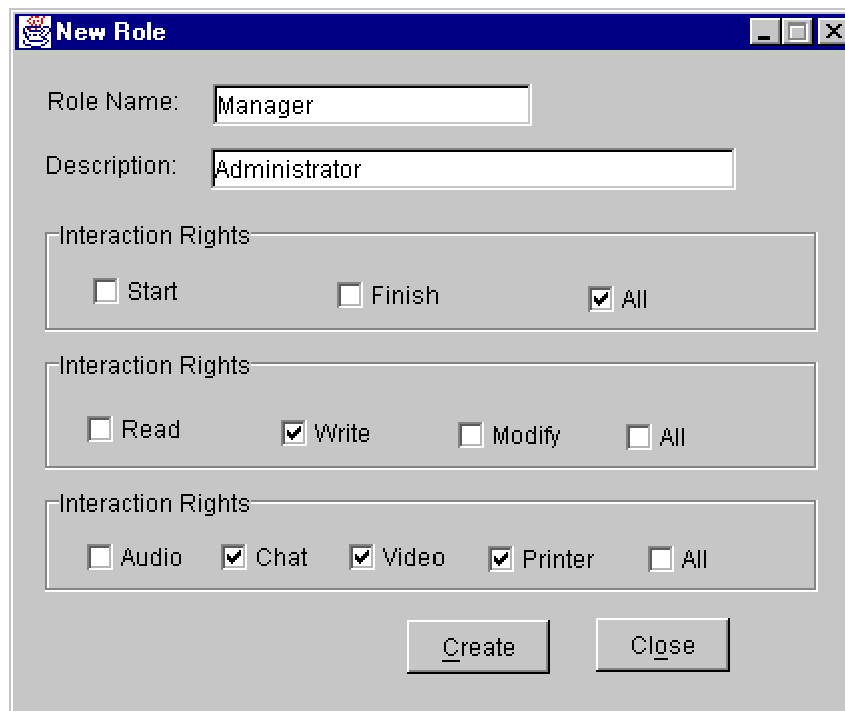 New Role
Role Name: Manager
Description: Administrator
Interaction Rights
Start Finish All
Interaction Rights
Read Write Modify All
Interaction Rights
Audio Chat Video Printer All
Create Close